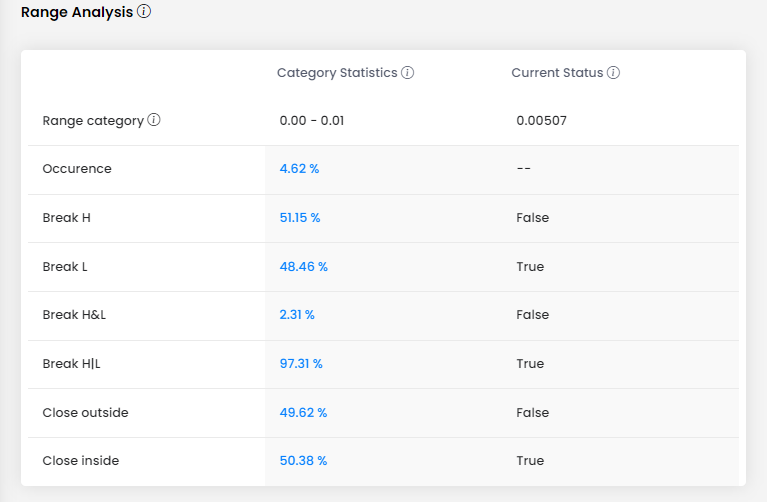 Range Analysis ⓘ
Category Statistics ⓘ Current Status ⓘ
Range category ⓘ 0.00 - 0.01 0.00507
Occurence 4.62 % --
Break H 51.15 % False
Break L 48.46 % True
Break H&L 2.31 % False
Break H|L 97.31 % True
Close outside 49.62 % False
Close inside 50.38 % True